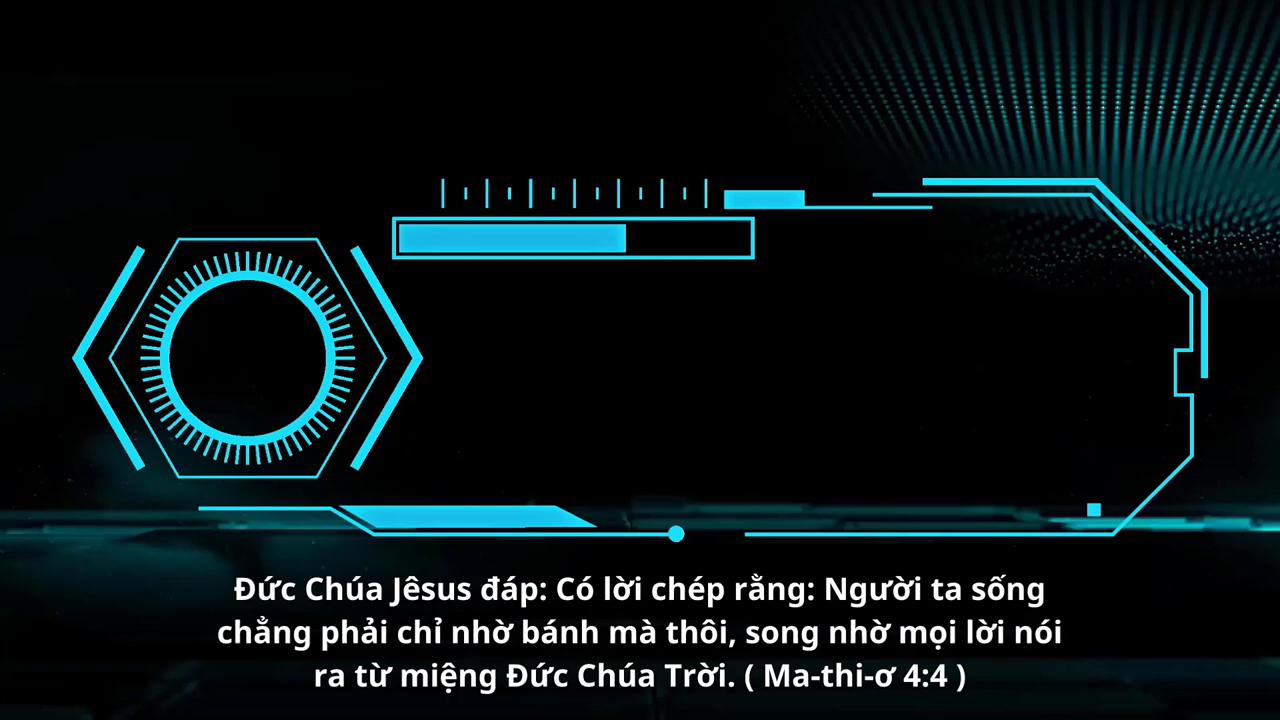 Đức Chúa Jêsus đáp: Có lời chép rằng: Người ta sống
chẳng phải chỉ nhờ bánh mà thôi, song nhờ mọi lời nói
ra từ miệng Đức Chúa Trời. ( Ma-thi-ơ 4:4 )